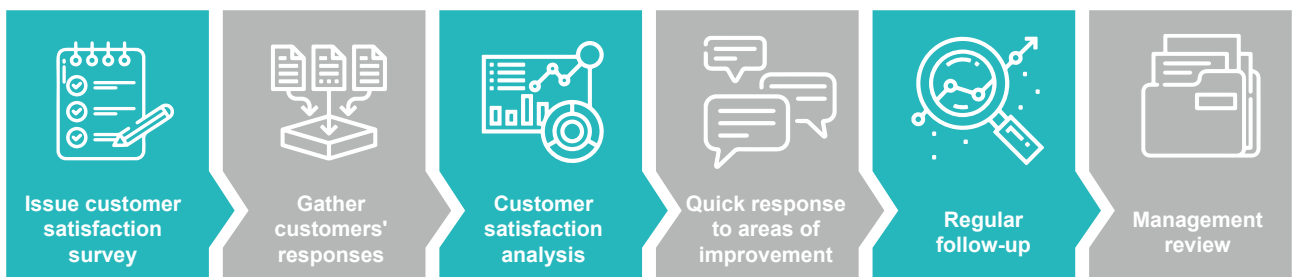 Issue customer
satisfaction
survey
Gather
customers'
responses
Customer
satisfaction
analysis
Quick response
to areas of
improvement
Regular
follow-up
Management
review